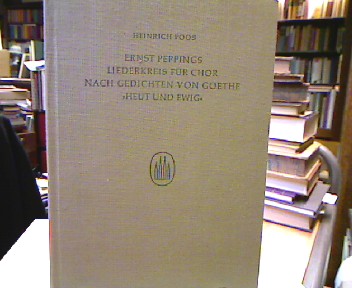 HEINRICH POOS
ERNST PEPPINGS
LIEDERKREIS FÜR CHOR
NACH GEDICHTEN VON GOETHE
›HEUT UND EWIG‹